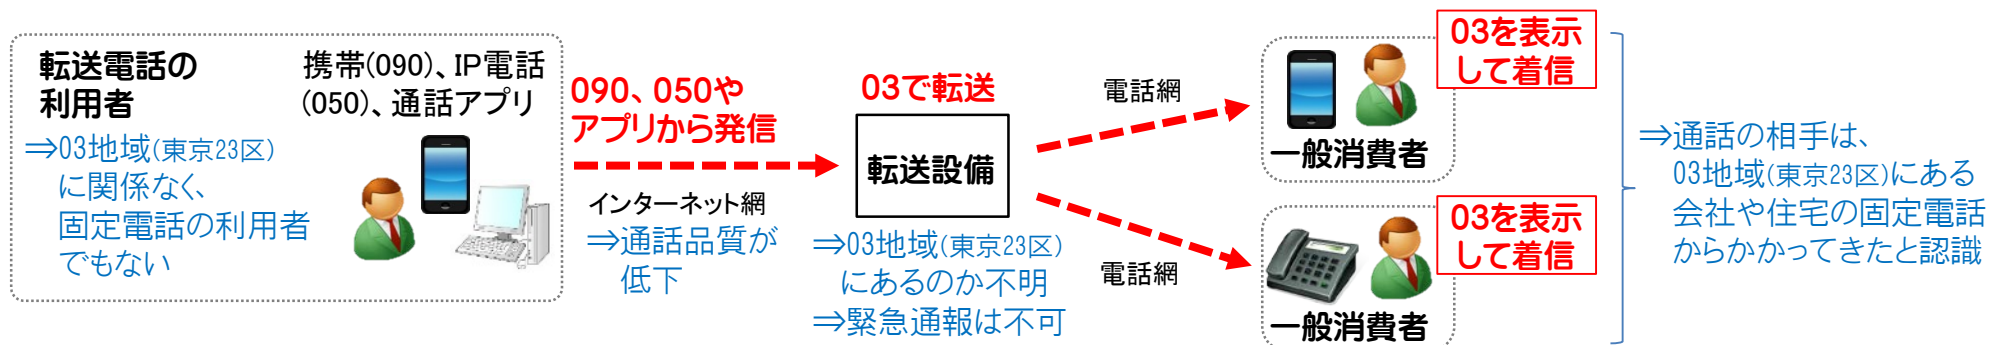 転送電話の
利用者
携帯(090)、IP電話
(050)、通話アプリ
⇒03地域(東京23区)
に関係なく、
固定電話の利用者
でもない
090、050や
アプリから発信
インターネット網
⇒通話品質が
低下
03で転送
転送設備
⇒03地域(東京23区)
にあるのか不明
⇒緊急通報は不可
電話網
電話網
一般消費者
03を表示
して着信
一般消費者
03を表示
して着信
⇒通話の相手は、
03地域(東京23区)にある
会社や住宅の固定電話
からかかってきたと認識